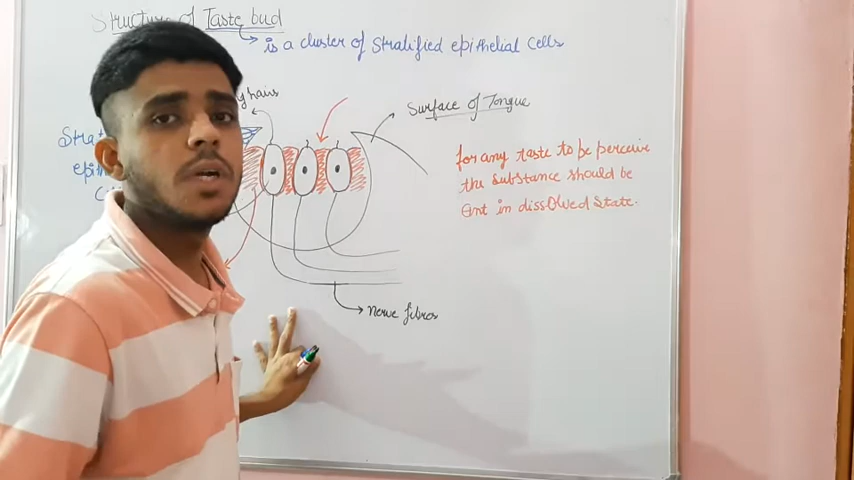 Structure of Taste bud
is a cluster of stratified epithelial cells
hairs
Surface of Tongue
for any taste to be perceive
the substance should be
Ent in dissolved state.
nerve fibres